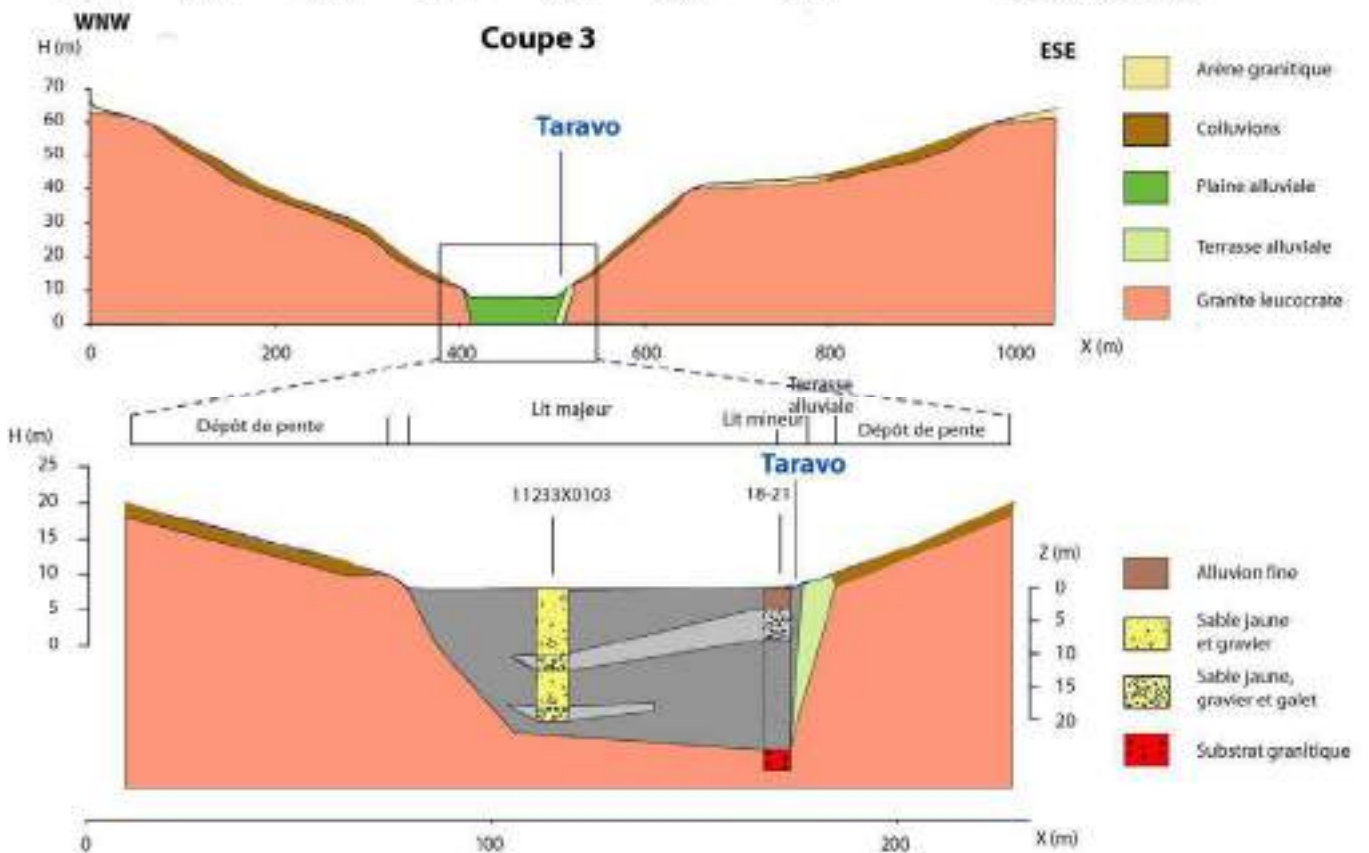 WNW
Coupe 3
ESE
H (m)
70
60
50
40
30
20
10
0
Taravo
0
200
400
600
800
1000
X (m)
Arène granitique
Colluvions
Plaine alluviale
Terrasse alluviale
Granite leucocrate
Dépôt de pente
Lit majeur
Lit mineur
Terrasse
alluviale
Dépôt de pente
H (m)
25
20
15
10
5
0
11233X0103
18-21
Taravo
Z (m)
0
5
10
15
20
Alluvion fine
Sable jaune
et gravier
Sable jaune,
gravier et galet
Substrat granitique
0
100
200
X (m)